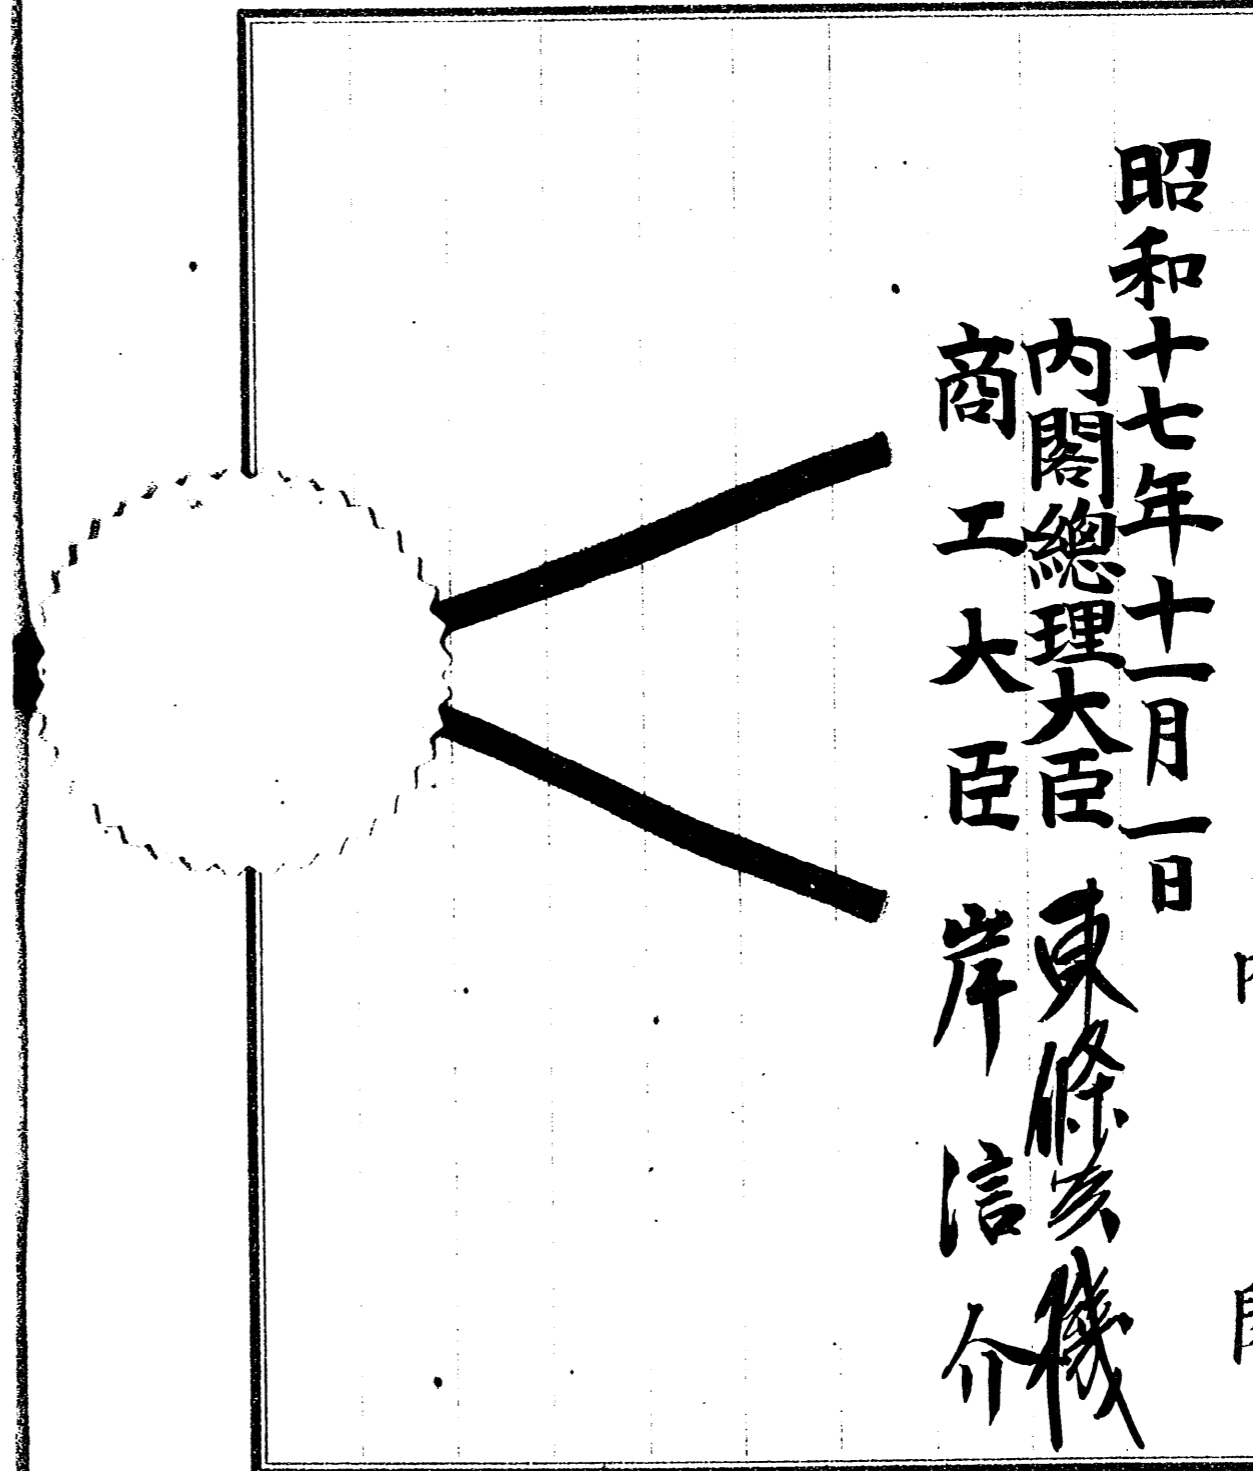 昭和十七年十一月一日
内閣總理大臣 東條英機
商工大臣 岸信介